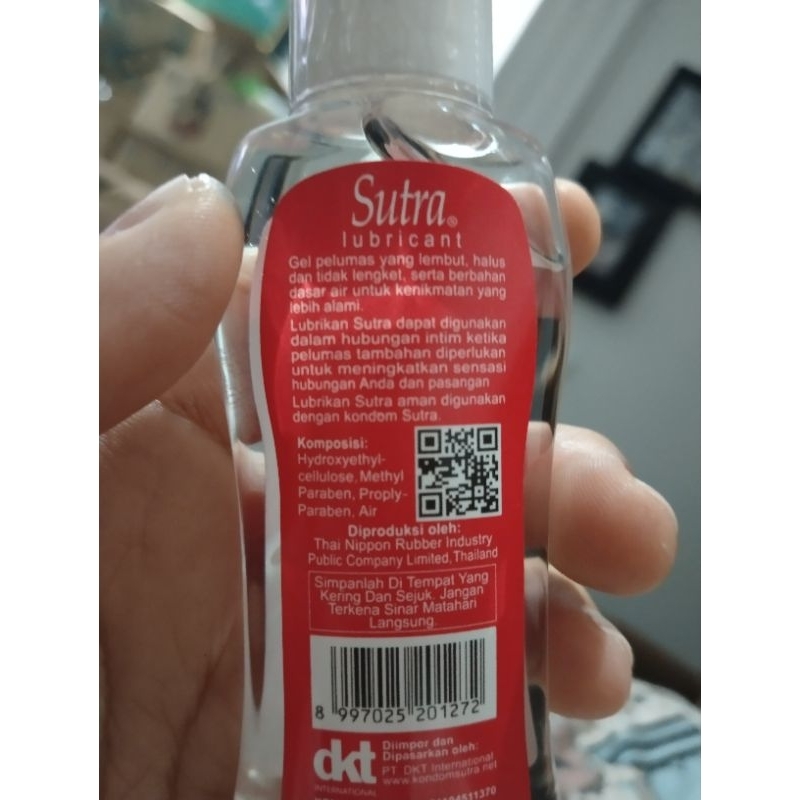 Sutra®
lubricant
Gel pelumas yang lembut, halus
dan tidak lengket, serta berbahan
dasar air untuk kenikmatan yang
lebih alami.
Lubrikan Sutra dapat digunakan
dalam hubungan intim ketika
pelumas tambahan diperlukan
untuk meningkatkan sensasi
hubungan Anda dan pasangan
Lubrikan Sutra aman digunakan
dengan kondom Sutra.
Komposisi:
Hydroxyethyl-
cellulose, Methyl
Paraben, Proply-
Paraben, Air
Diproduksi oleh:
Thai Nippon Rubber Industry
Public Company Limited, Thailand
Simpanlah Di Tempat Yang
Kering Dan Sejuk. Jangan
Terkena Sinar Matahari
Langsung.
8 997025 201272
dkt
INTERNATIONAL
Diimpor dan
Dipasarkan oleh:
PT DKT International
www.kondomsutra.net